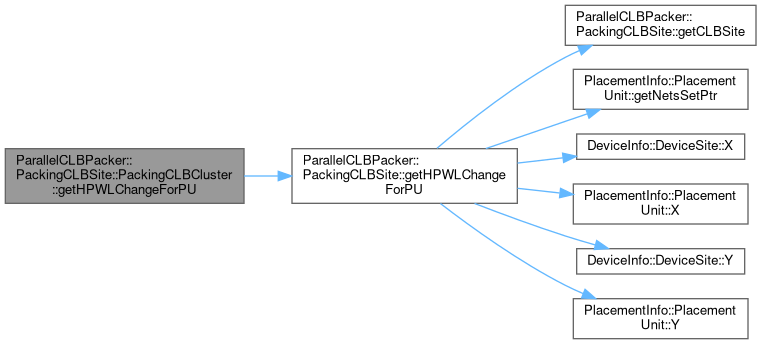 ParallelCLBPacker::
PackingCLBSite::PackingCLBCluster
::getHPWLChangeForPU
ParallelCLBPacker::
PackingCLBSite::getHPWLChange
ForPU
ParallelCLBPacker::
PackingCLBSite::getCLBSite
PlacementInfo::Placement
Unit::getNetsSetPtr
DeviceInfo::DeviceSite::X
PlacementInfo::Placement
Unit::X
DeviceInfo::DeviceSite::Y
PlacementInfo::Placement
Unit::Y